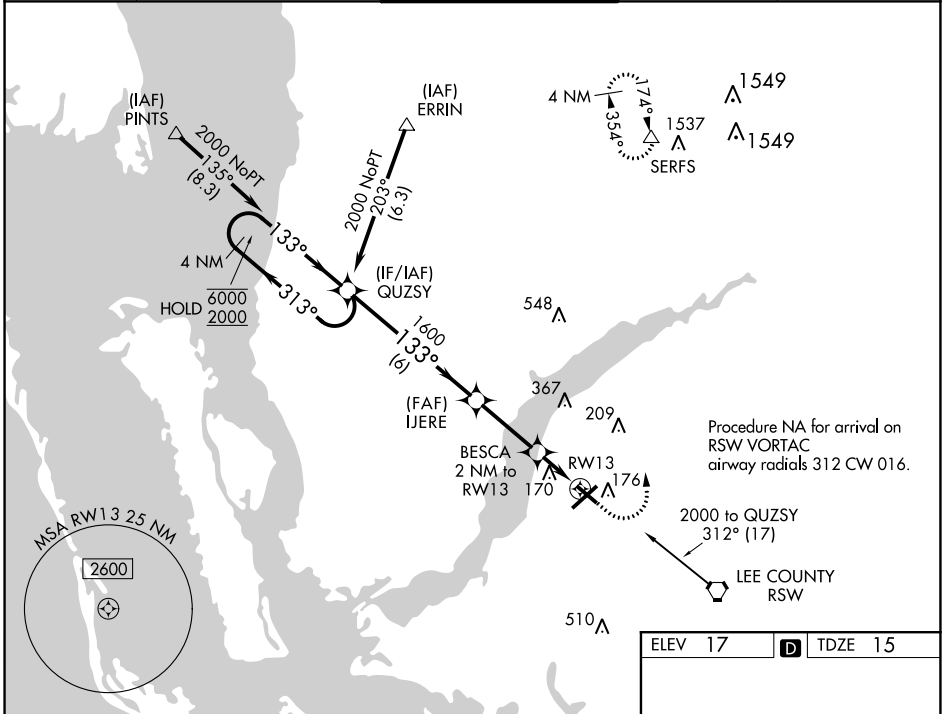 (IAF)
PINTS
2000 NoPT
135°
(8.3)
(IAF)
ERRIN
2000 NoPT
203°
(6.3)
4 NM
174°
354°
1537
SERFS
1549
1549
133°
4 NM
313°
HOLD
6000
2000
(IF/IAF)
QUZSY
1600
133°
(6)
548
(FAF)
IJERE
367
209
BESCA
2 NM to
RW13
170
RW13
176
Procedure NA for arrival on
RSW VORTAC
airway radials 312 CW 016.
2000 to QUZSY
312° (17)
LEE COUNTY
RSW
510
MSA RW13 25 NM
2600
ELEV 17 D TDZE 15